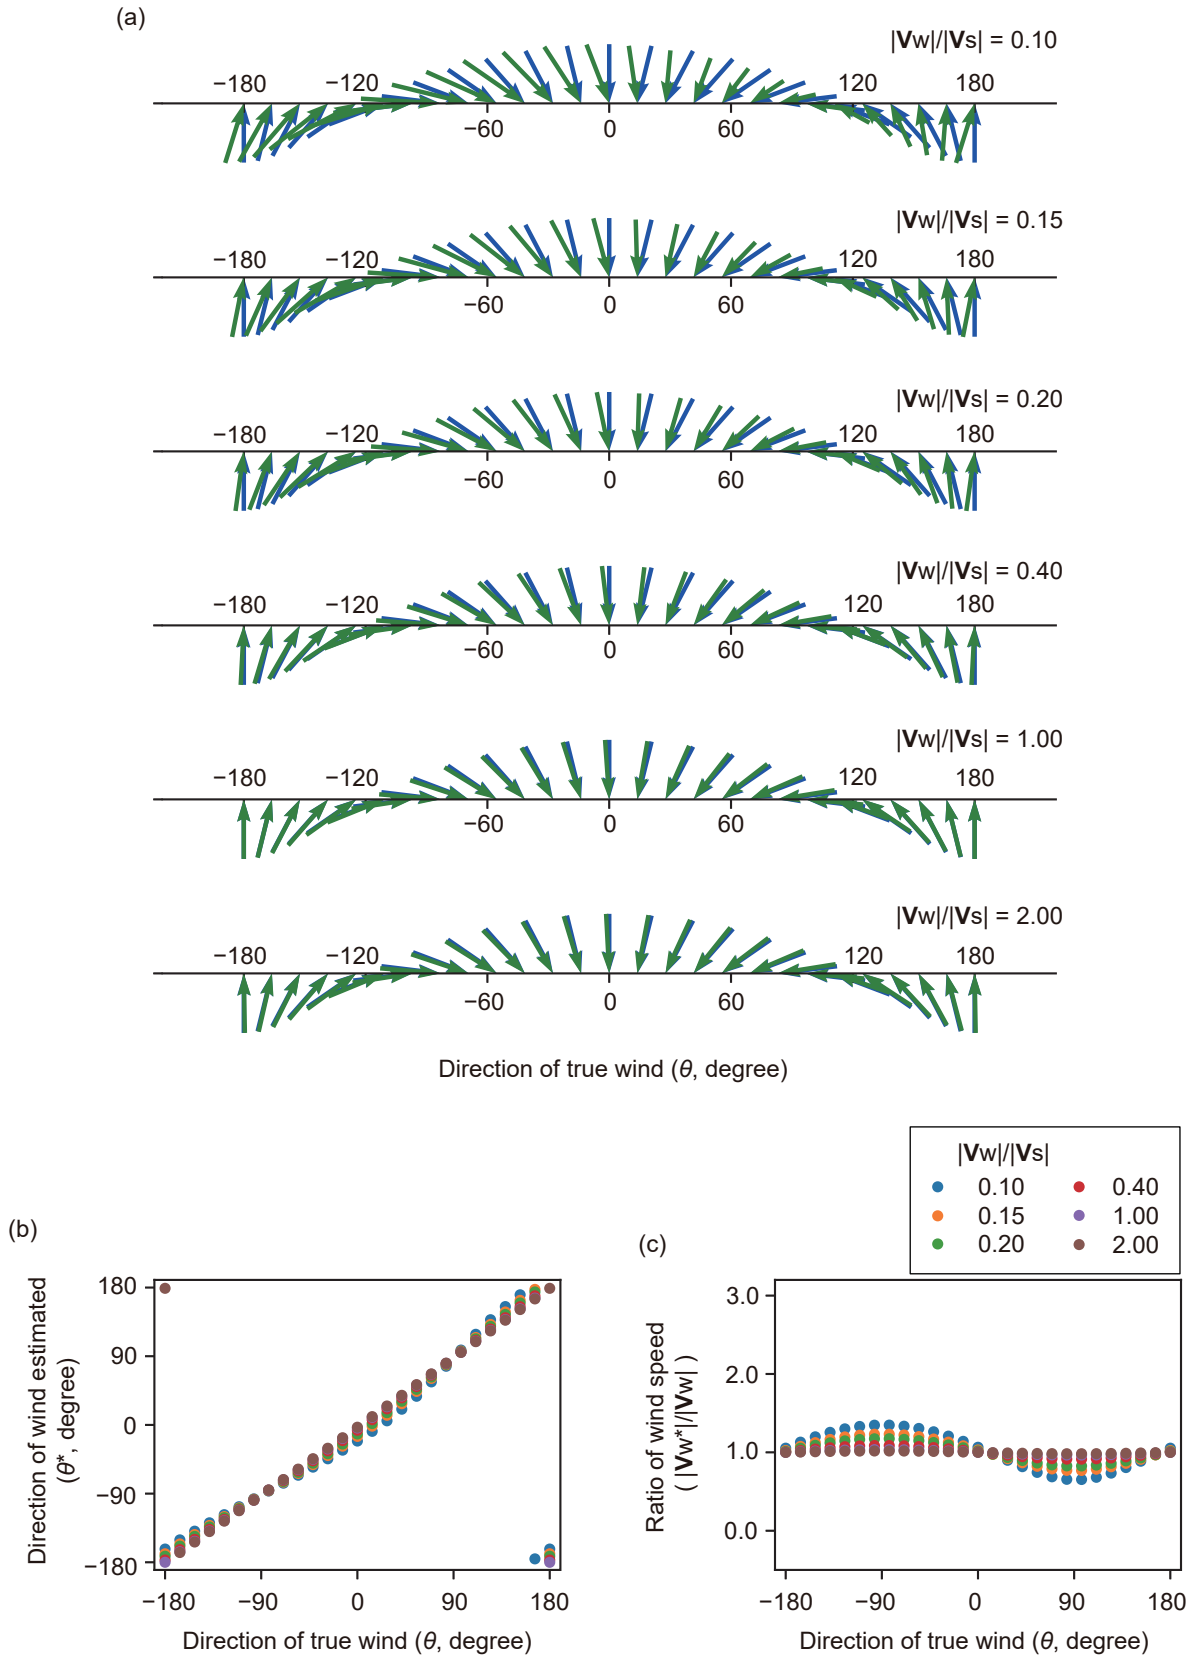 (a)
|Vw|/|Vs| = 0.10
−180 −120 120 180
−60 0 60
|Vw|/|Vs| = 0.15
−180 −120 120 180
−60 0 60
|Vw|/|Vs| = 0.20
−180 −120 120 180
−60 0 60
|Vw|/|Vs| = 0.40
−180 −120 120 180
−60 0 60
|Vw|/|Vs| = 1.00
−180 −120 120 180
−60 0 60
|Vw|/|Vs| = 2.00
−180 −120 120 180
−60 0 60
Direction of true wind (θ, degree)
|Vw|/|Vs|
0.10 0.40
0.15 1.00
0.20 2.00
(b)
Direction of wind estimated
(θ*, degree)
180
90
0
−90
−180
−180 −90 0 90 180
Direction of true wind (θ, degree)
(c)
Ratio of wind speed
( |Vw*|/|Vw| )
3.0
2.0
1.0
0.0
−180 −90 0 90 180
Direction of true wind (θ, degree)